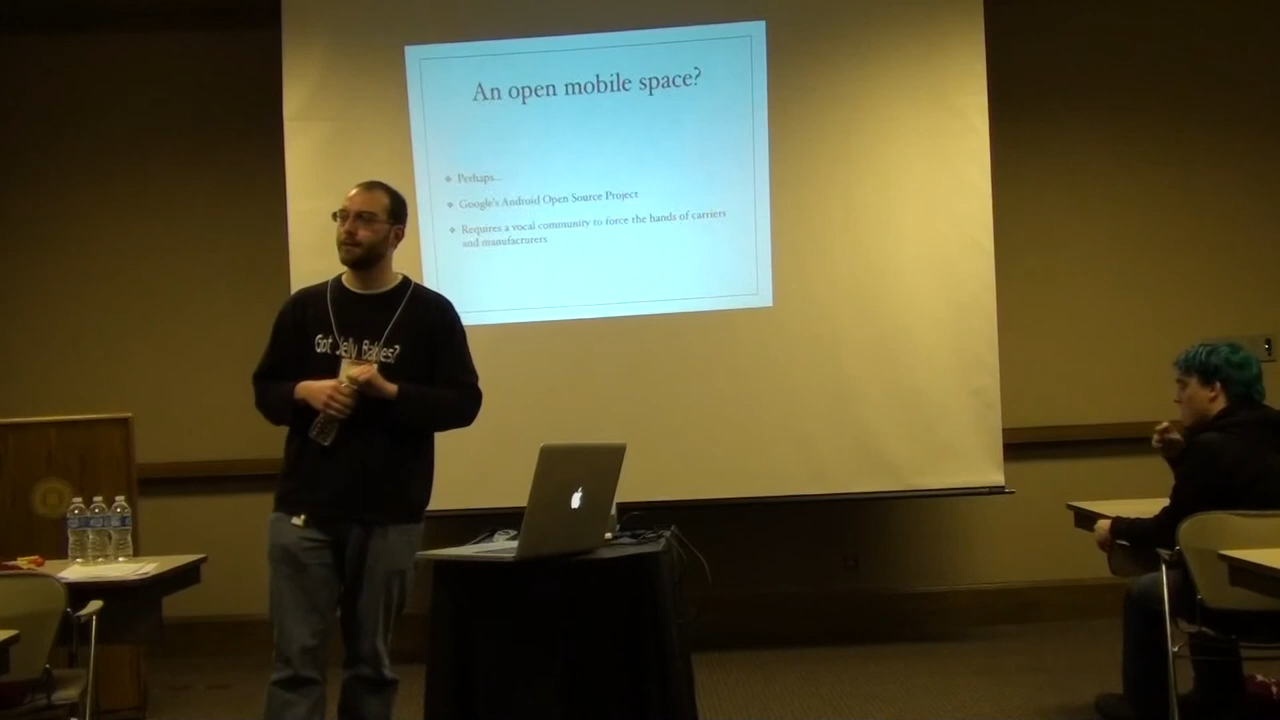 An open mobile space?
Perhaps...
Google's Android Open Source Project
Requires a vocal community to force the hands of carriers
and manufacturers
Got Jelly Babies?